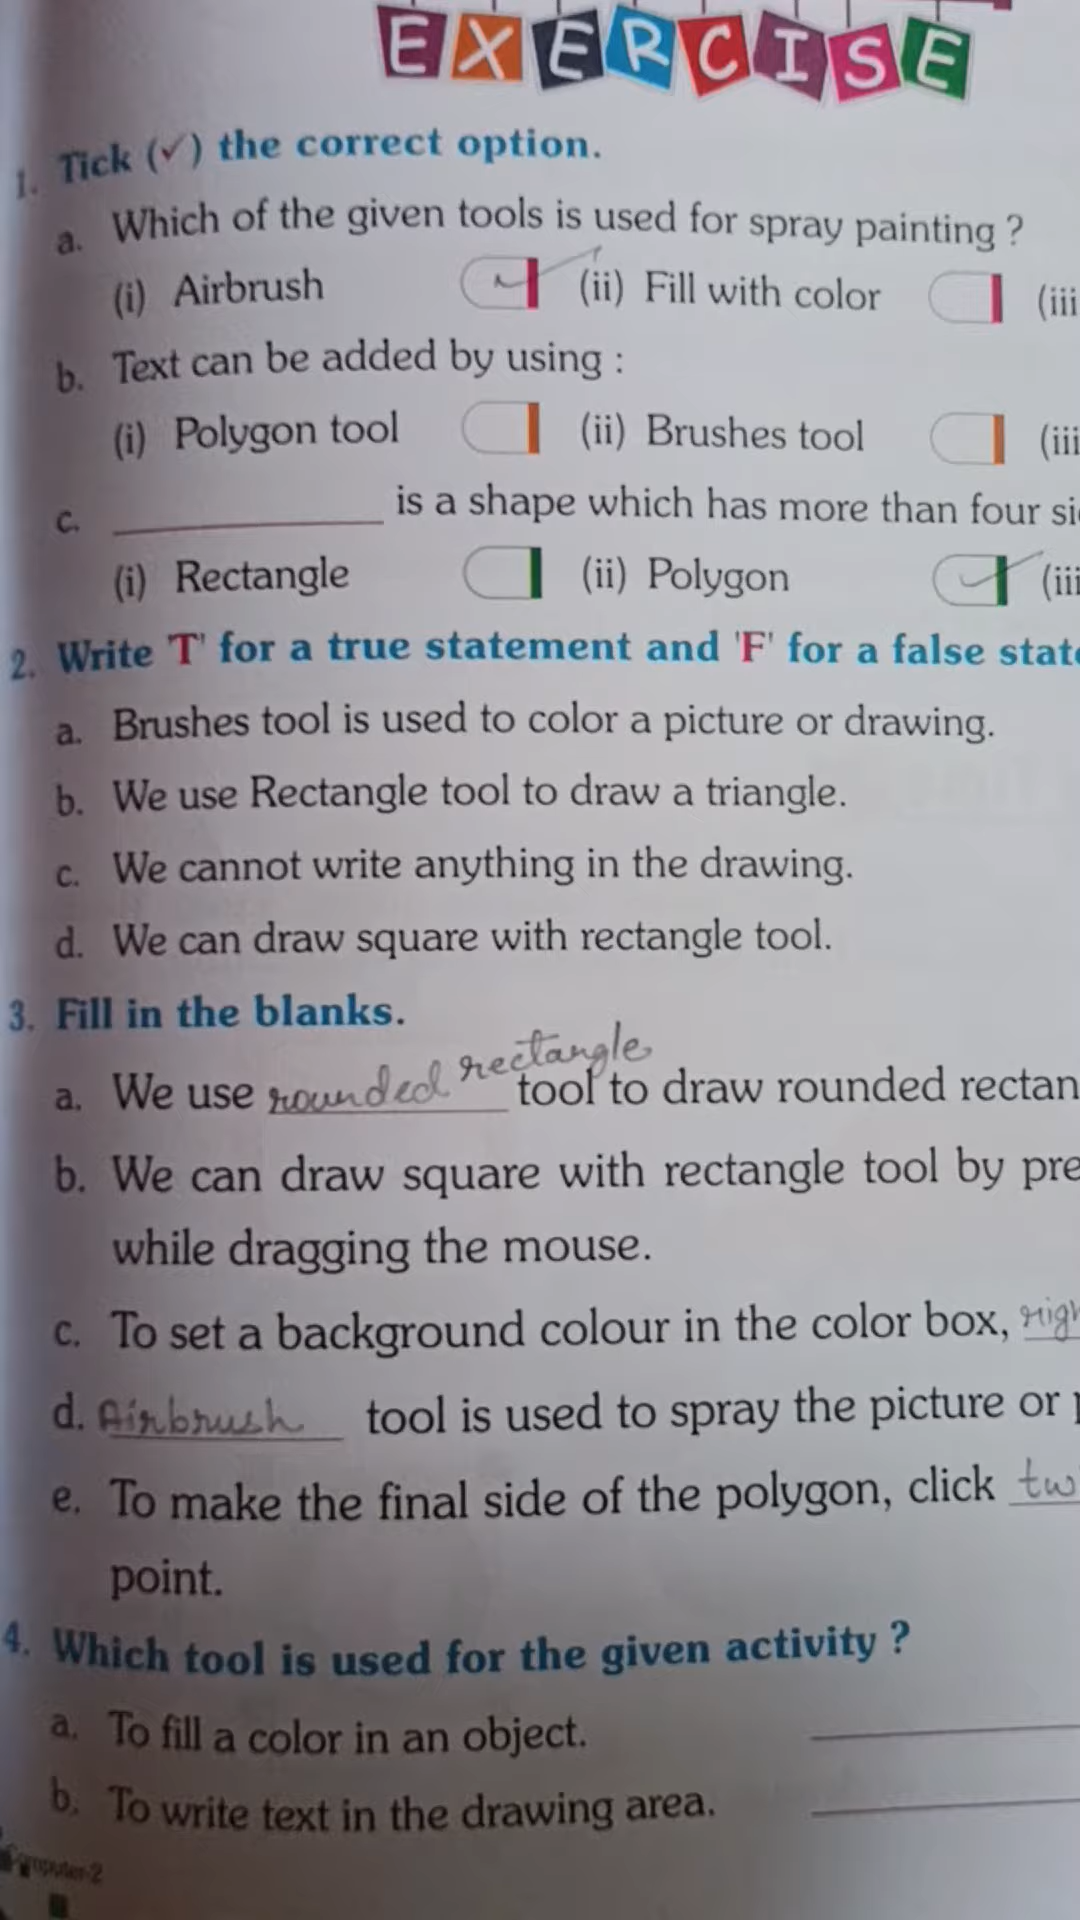 EXERCISE
1. Tick (✓) the correct option.
a. Which of the given tools is used for spray painting ?
(i) Airbrush (ii) Fill with color (iii
b. Text can be added by using :
(i) Polygon tool (ii) Brushes tool (iii
c. ____________ is a shape which has more than four si
(i) Rectangle (ii) Polygon (iii
2. Write 'T' for a true statement and 'F' for a false state
a. Brushes tool is used to color a picture or drawing.
b. We use Rectangle tool to draw a triangle.
c. We cannot write anything in the drawing.
d. We can draw square with rectangle tool.
3. Fill in the blanks.
a. We use rounded rectangle tool to draw rounded rectan
b. We can draw square with rectangle tool by pre
while dragging the mouse.
c. To set a background colour in the color box, righ
d. Airbrush tool is used to spray the picture or
e. To make the final side of the polygon, click tw
point.
4. Which tool is used for the given activity ?
a. To fill a color in an object.
b. To write text in the drawing area.
Computer-2